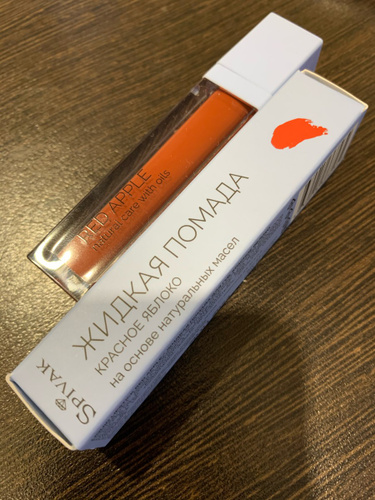 RED APPLE
natural care with oils
ЖИДКАЯ ПОМАДА
КРАСНОЕ ЯБЛОКО
на основе натуральных масел
SPIVAK